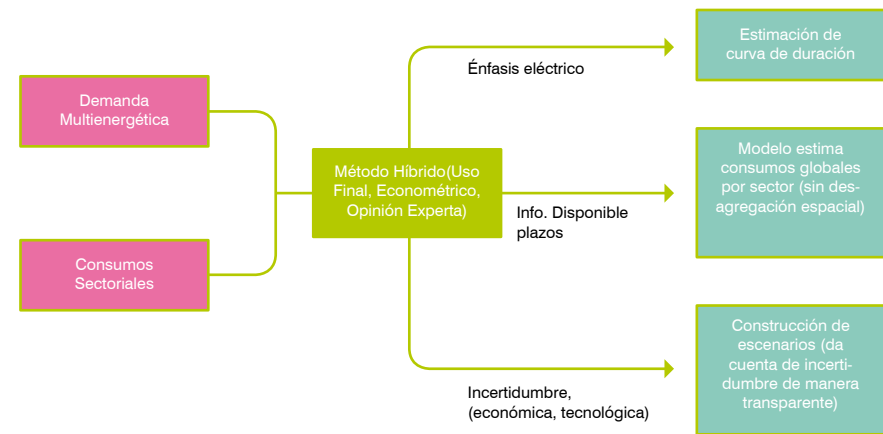 Demanda
Multienergética
Consumos
Sectoriales
Método Híbrido(Uso
Final, Econométrico,
Opinión Experta)
Énfasis eléctrico
Info. Disponible
plazos
Incertidumbre,
(económica, tecnológica)
Estimación de
curva de duración
Modelo estima
consumos globales
por sector (sin des-
agregación espacial)
Construcción de
escenarios (da
cuenta de incerti-
dumbre de manera
transparente)